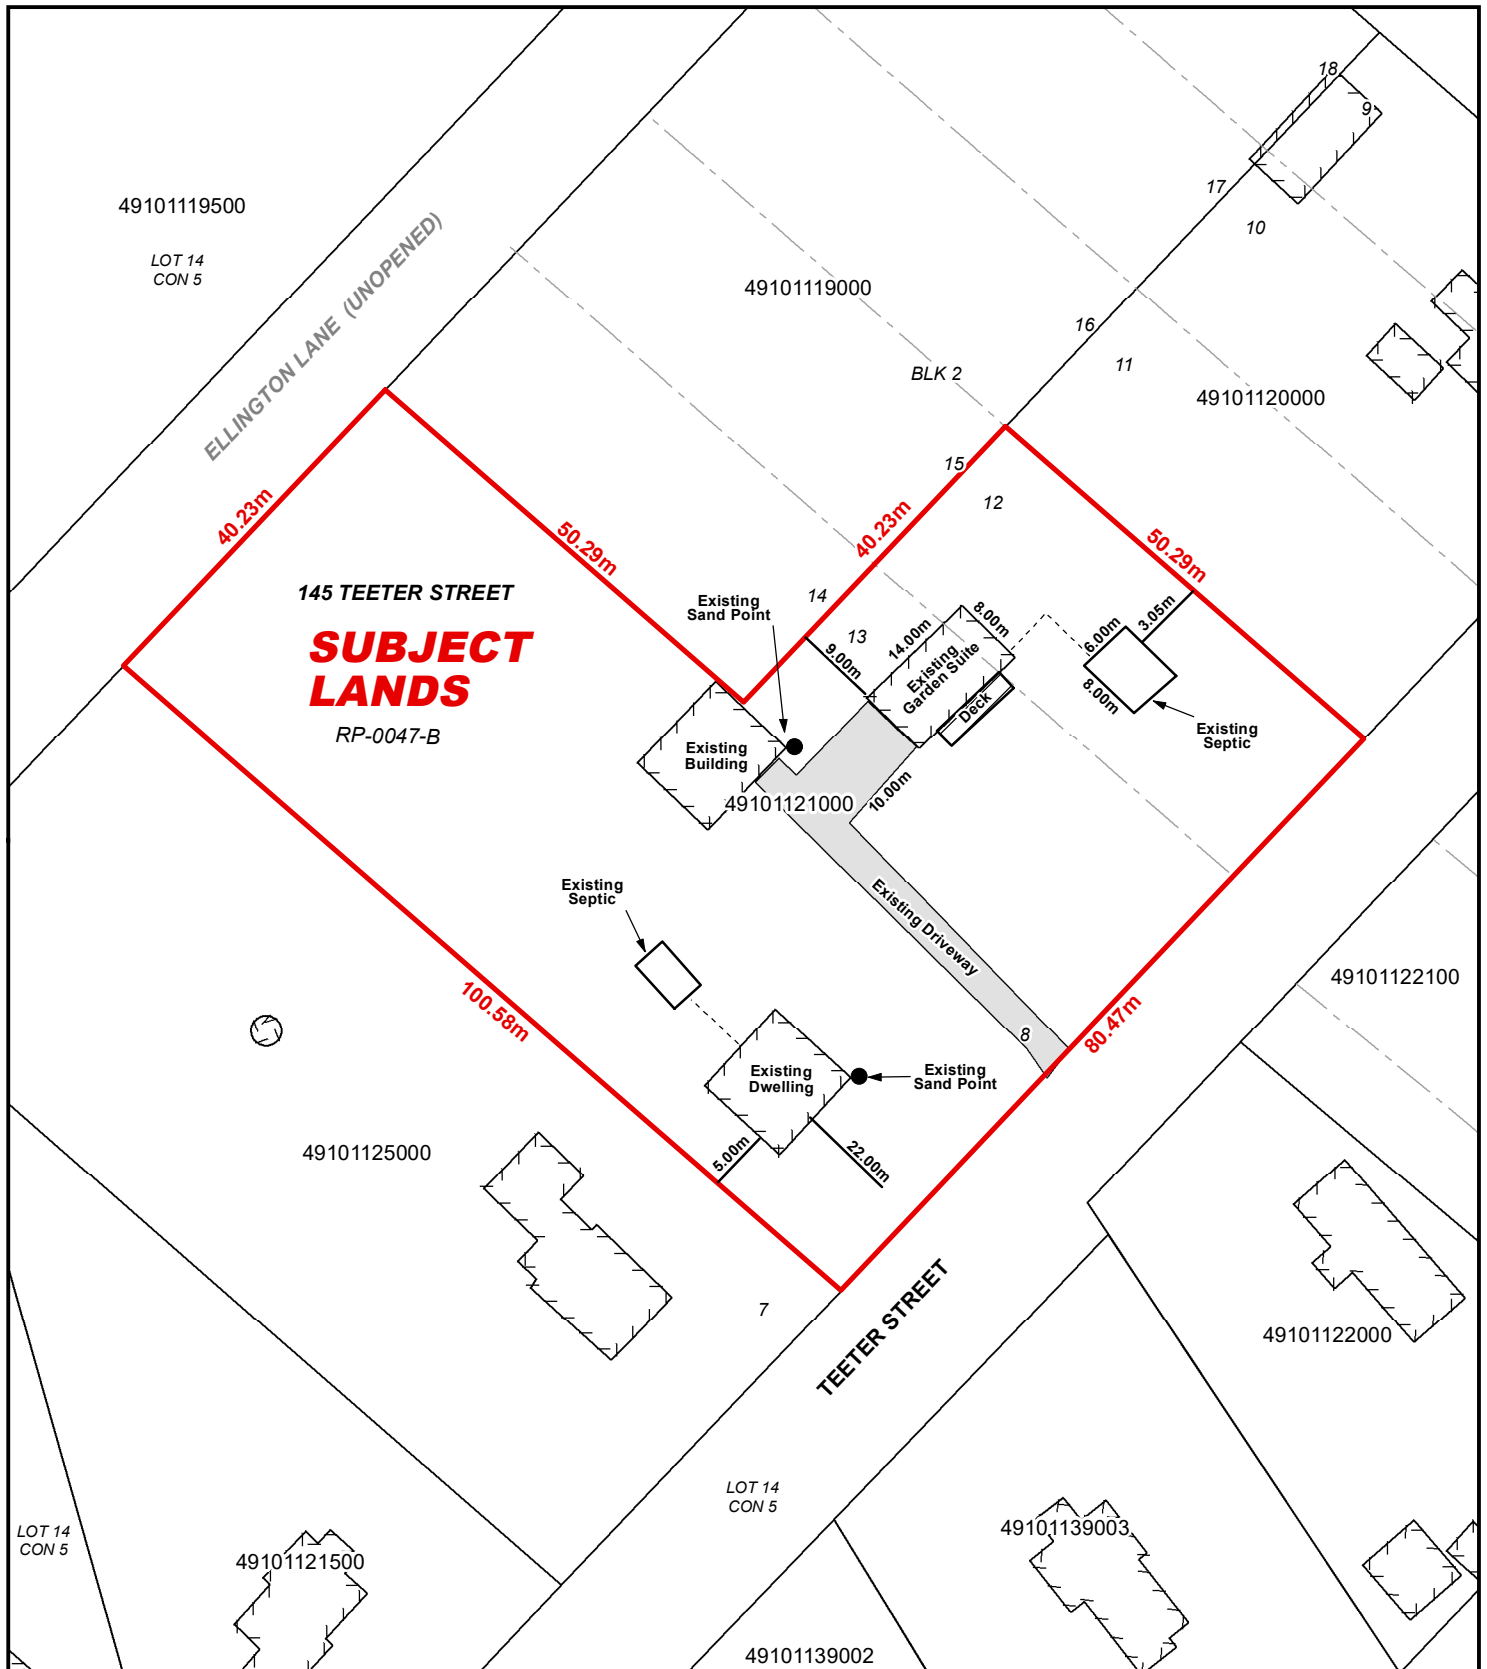 18
9
17
10
49101119500
LOT 14
CON 5
ELLINGTON LANE (UNOPENED)
49101119000
16
11
BLK 2
49101120000
15
12
40.23m
50.29m
40.23m
50.29m
145 TEETER STREET
SUBJECT
LANDS
RP-0047-B
Existing
Sand Point
14
13
9.00m
14.00m
8.00m
Existing
Garden Suite
Deck
6.00m
3.05m
8.00m
Existing
Septic
Existing
Building
49101121000
10.00m
Existing
Septic
Existing Driveway
49101122100
100.58m
8
80.47m
Existing
Dwelling
Existing
Sand Point
5.00m
22.00m
49101125000
7
TEETER STREET
49101122000
LOT 14
CON 5
LOT 14
CON 5
49101121500
49101139003
49101139002